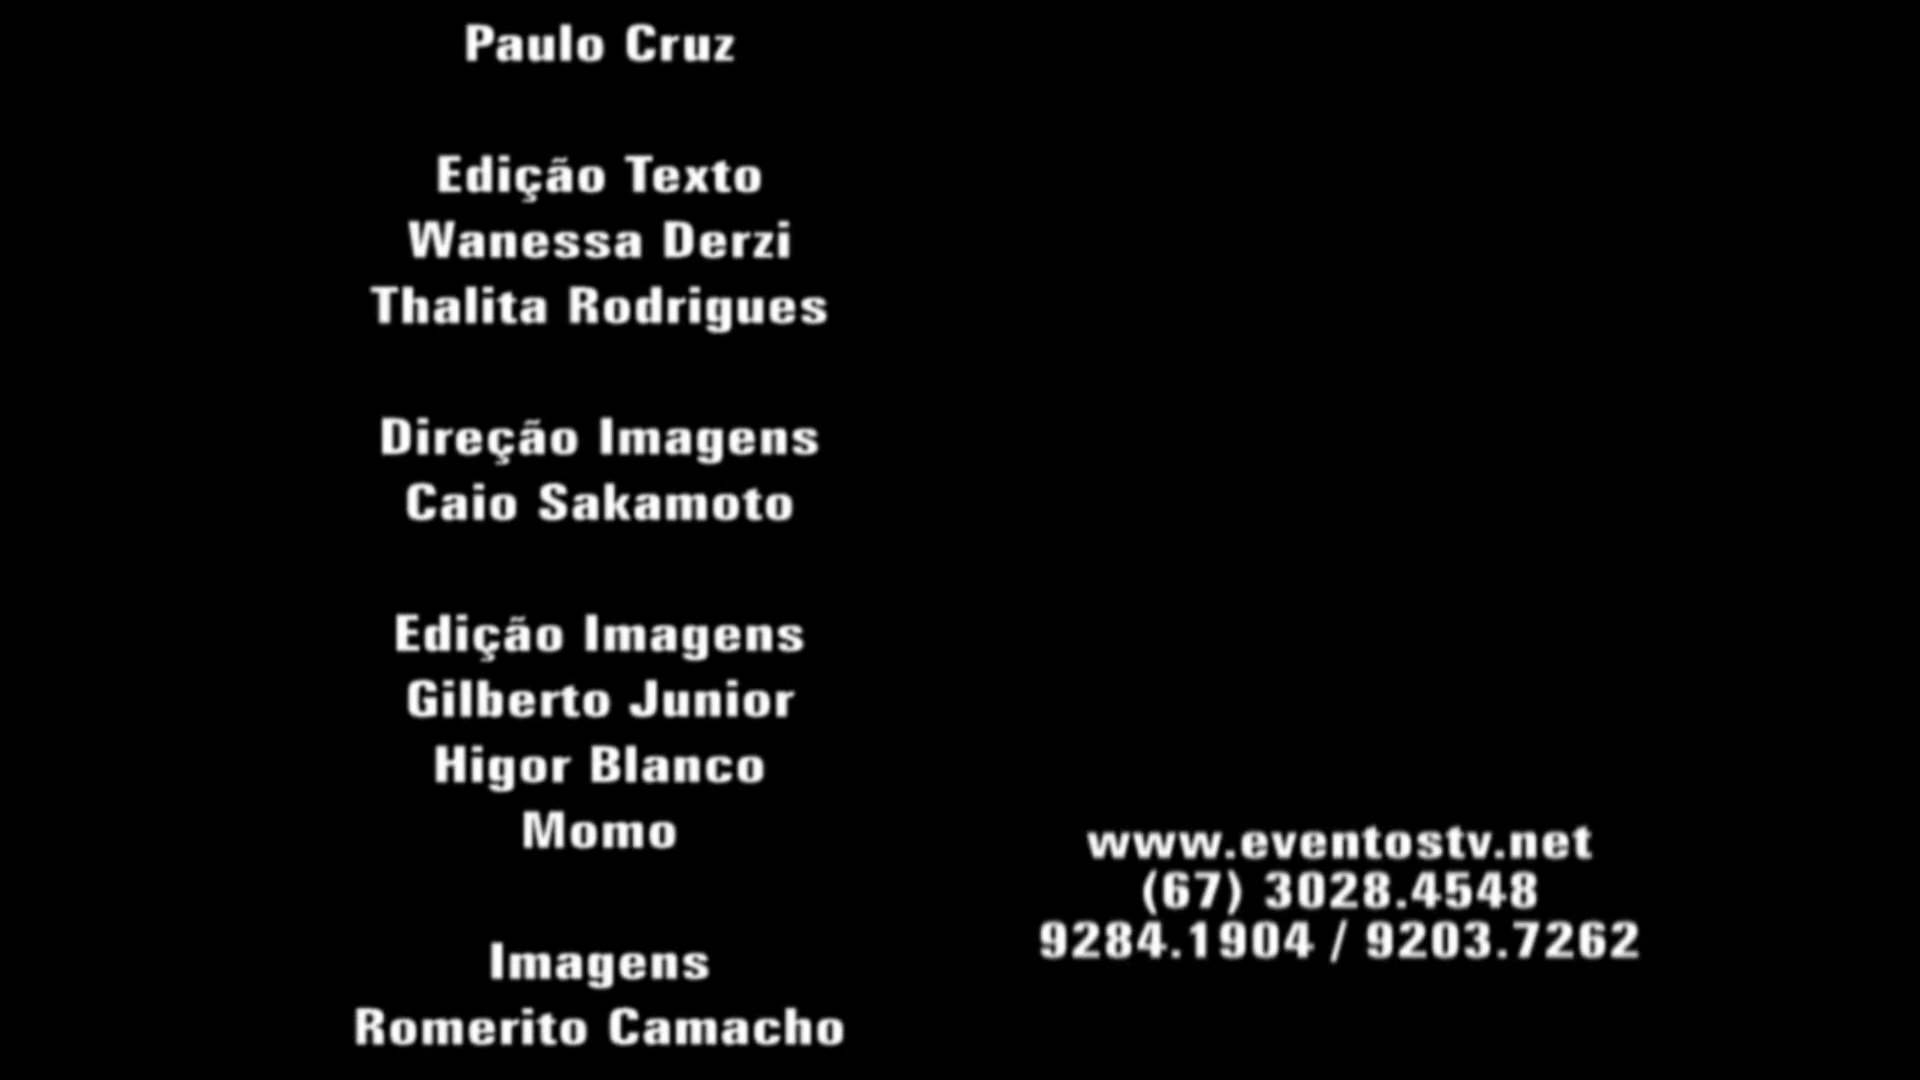 Paulo Cruz
Edição Texto
Wanessa Derzi
Thalita Rodrigues
Direção Imagens
Caio Sakamoto
Edição Imagens
Gilberto Junior
Higor Blanco
Momo
Imagens
Romerito Camacho
www.eventostv.net
(67) 3028.4548
9284.1904 / 9203.7262